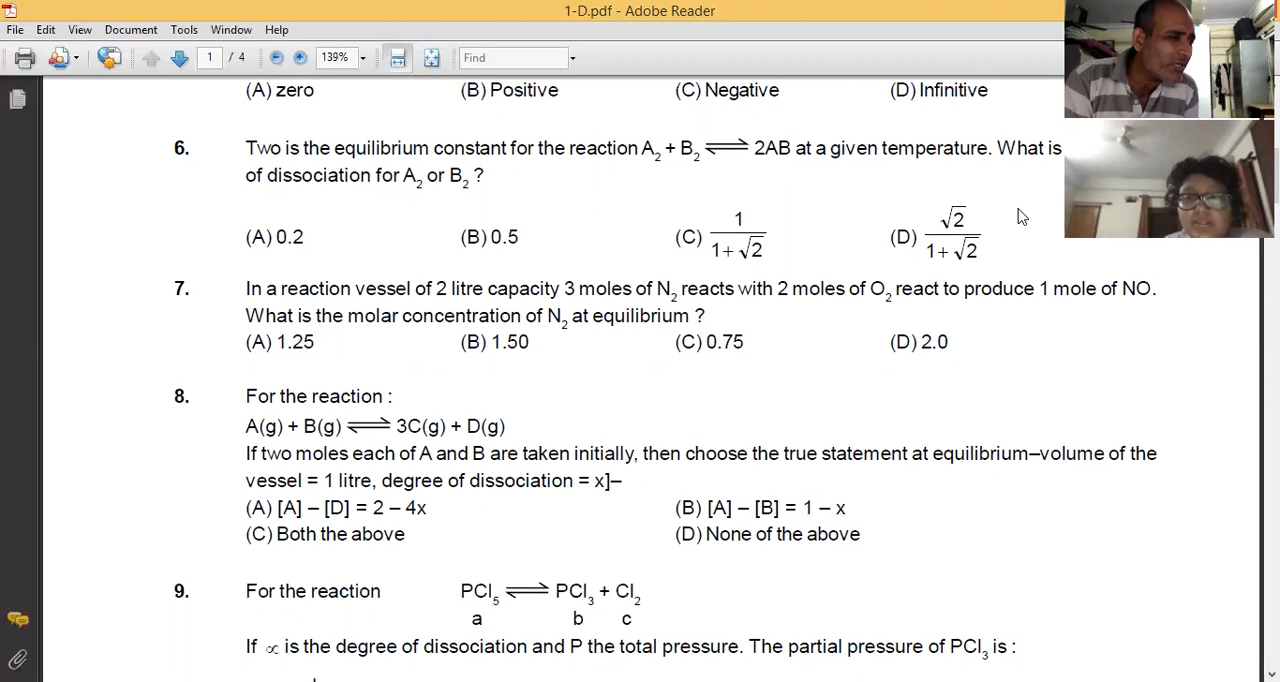 1-D.pdf - Adobe Reader
File Edit View Document Tools Window Help
1 / 4 139% Find
(A) zero (B) Positive (C) Negative (D) Infinitive
6. Two is the equilibrium constant for the reaction A₂ + B₂ ⇌ 2AB at a given temperature. What is
of dissociation for A₂ or B₂ ?
(A) 0.2 (B) 0.5 (C) 1/(1+√2) (D) √2/(1+√2)
7. In a reaction vessel of 2 litre capacity 3 moles of N₂ reacts with 2 moles of O₂ react to produce 1 mole of NO.
What is the molar concentration of N₂ at equilibrium ?
(A) 1.25 (B) 1.50 (C) 0.75 (D) 2.0
8. For the reaction :
A(g) + B(g) ⇌ 3C(g) + D(g)
If two moles each of A and B are taken initially, then choose the true statement at equilibrium–volume of the
vessel = 1 litre, degree of dissociation = x]–
(A) [A] – [D] = 2 – 4x (B) [A] – [B] = 1 – x
(C) Both the above (D) None of the above
9. For the reaction PCl₅ ⇌ PCl₃ + Cl₂
a b c
If ∝ is the degree of dissociation and P the total pressure. The partial pressure of PCl₃ is :